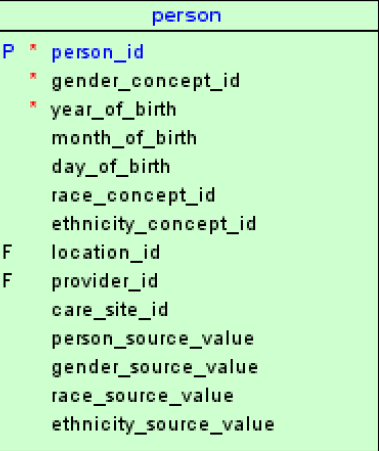 person
P * person_id
* gender_concept_id
* year_of_birth
month_of_birth
day_of_birth
race_concept_id
ethnicity_concept_id
F location_id
F provider_id
care_site_id
person_source_value
gender_source_value
race_source_value
ethnicity_source_value